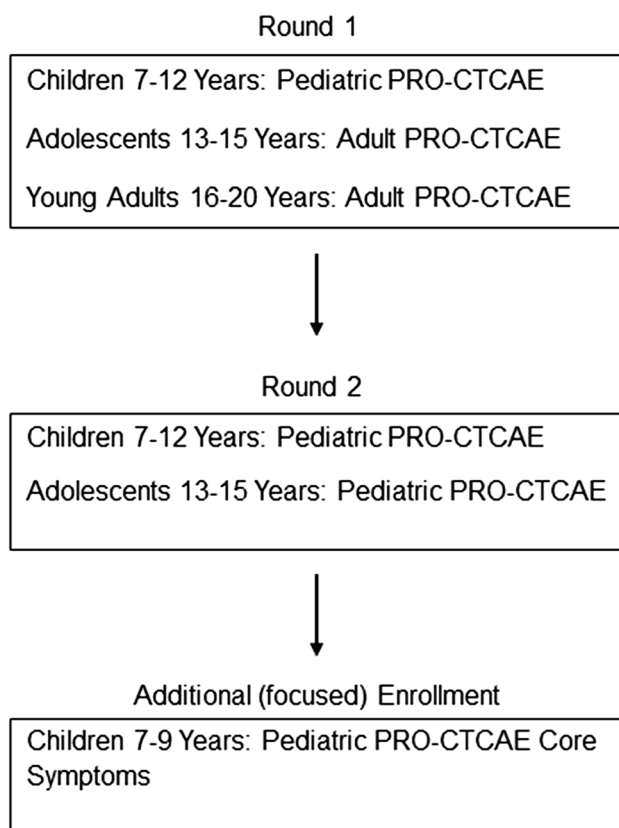 Round 1
Children 7-12 Years: Pediatric PRO-CTCAE
Adolescents 13-15 Years: Adult PRO-CTCAE
Young Adults 16-20 Years: Adult PRO-CTCAE
Round 2
Children 7-12 Years: Pediatric PRO-CTCAE
Adolescents 13-15 Years: Pediatric PRO-CTCAE
Additional (focused) Enrollment
Children 7-9 Years: Pediatric PRO-CTCAE Core
Symptoms